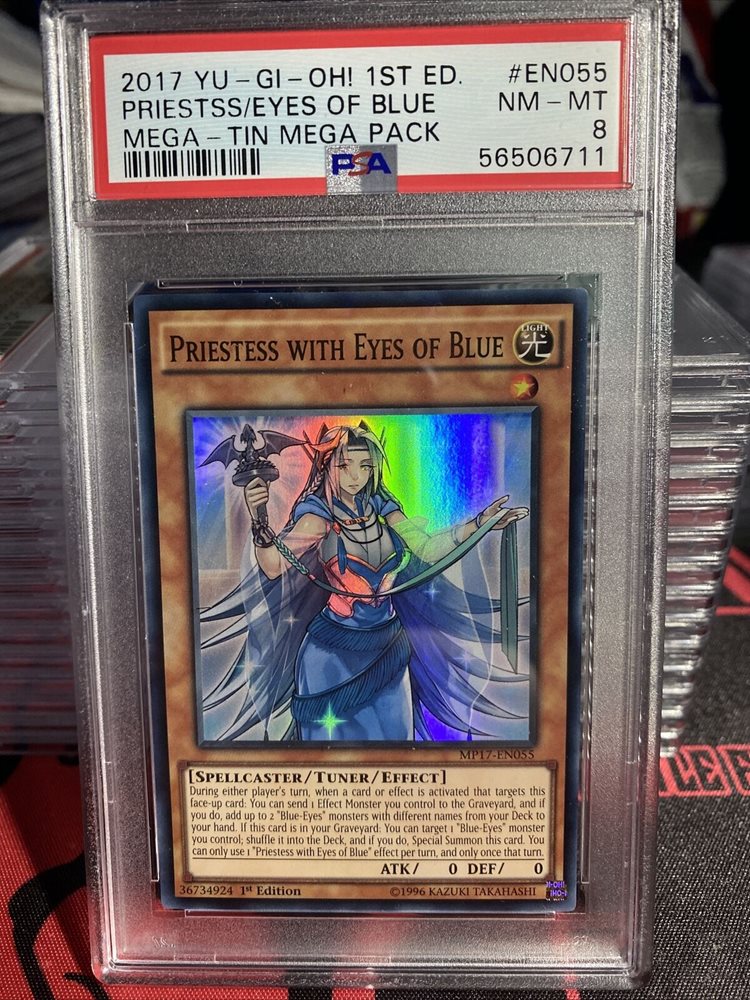 2017 YU-GI-OH! 1ST ED. #EN055
PRIESTSS/EYES OF BLUE NM-MT
MEGA-TIN MEGA PACK 8
PSA 56506711
PRIESTESS WITH EYES OF BLUE
LIGHT
光
MP17-EN055
[SPELLCASTER/TUNER/EFFECT]
During either player's turn, when a card or effect is activated that targets this
face-up card: You can send 1 Effect Monster you control to the Graveyard, and if
you do, add up to 2 "Blue-Eyes" monsters with different names from your Deck to
your hand. If this card is in your Graveyard: You can target 1 "Blue-Eyes" monster
you control; shuffle it into the Deck, and if you do, Special Summon this card. You
can only use 1 "Priestess with Eyes of Blue" effect per turn, and only once that turn.
ATK/ 0 DEF/ 0
36734924 1st Edition ©1996 KAZUKI TAKAHASHI